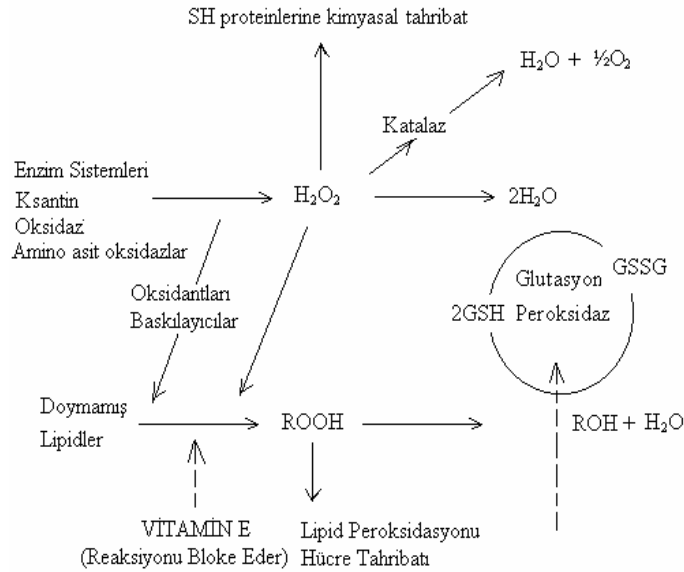 SH proteinlerine kimyasal tahribat
H₂O + ½O₂
Katalaz
Enzim Sistemleri
Ksantin
Oksidazi
Amino asit oksidazlar
H₂O₂
2H₂O
Oksidantları
Baskılayıcılar
Glutasyon
Peroksidaz
GSSG
2GSH
Doymamış
Lipidler
ROOH
ROH + H₂O
VİTAMİN E
(Reaksiyonu Bloke Eder)
Lipid Peroksidasyonu
Hücre Tahribatı